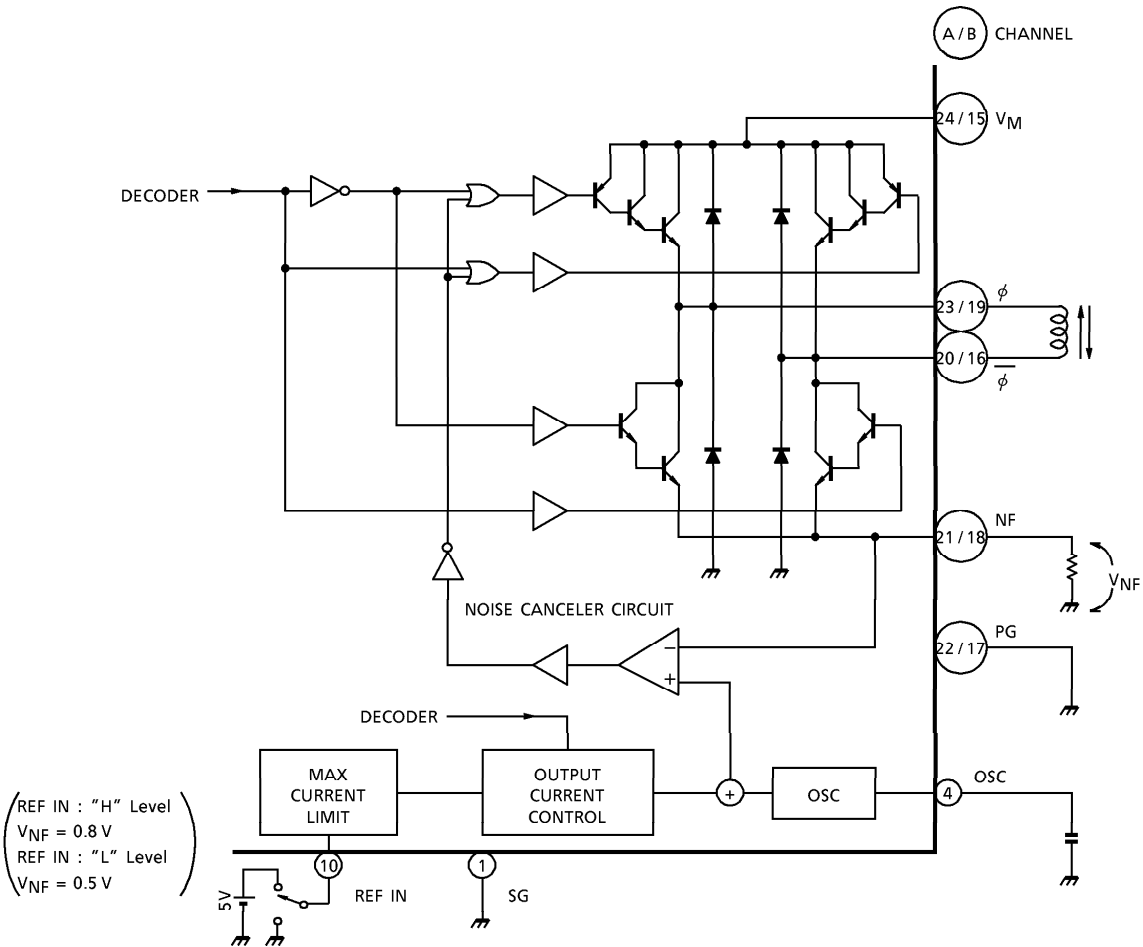 A / B CHANNEL
24 / 15 VM
DECODER
23 / 19 ϕ
20 / 16 ϕ̅
21 / 18 NF
VNF
NOISE CANCELER CIRCUIT
22 / 17 PG
−
+
DECODER
MAX
CURRENT
LIMIT
OUTPUT
CURRENT
CONTROL
+
OSC
4 OSC
REF IN : "H" Level
VNF = 0.8 V
REF IN : "L" Level
VNF = 0.5 V
10
1
5V
REF IN
SG